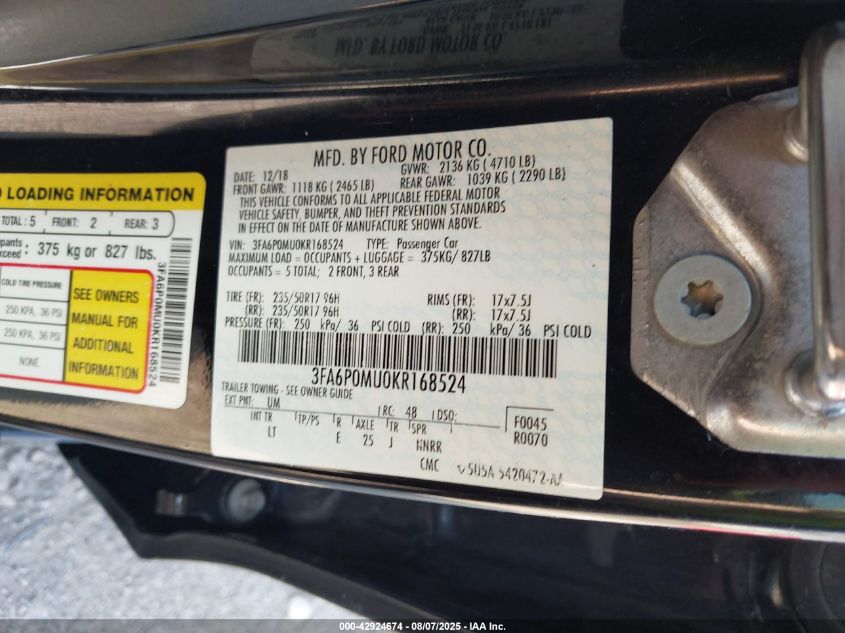 MFD. BY FORD MOTOR CO.
D LOADING INFORMATION
TOTAL: 5 FRONT: 2 REAR: 3
375 kg or 827 lbs.
COLD TIRE PRESSURE
250 KPA, 36 PSI
250 KPA, 36 PSI
NONE
SEE OWNERS
MANUAL FOR
ADDITIONAL
INFORMATION
3FA6P0MU0KR168524
MFD. BY FORD MOTOR CO.
12/18 GVWR: 2136 KG ( 4710 LB)
FRONT GAWR: 1118 KG ( 2465 LB) REAR GAWR: 1039 KG ( 2290 LB)
THIS VEHICLE CONFORMS TO ALL APPLICABLE FEDERAL MOTOR
VEHICLE SAFETY, BUMPER, AND THEFT PREVENTION STANDARDS
IN EFFECT ON THE DATE OF MANUFACTURE SHOWN ABOVE.
VIN: 3FA6P0MU0KR168524 TYPE: Passenger Car
MAXIMUM LOAD = OCCUPANTS + LUGGAGE = 375KG/ 827LB
OCCUPANTS = 5 TOTAL; 2 FRONT, 3 REAR
TIRE (FR): 235/50R17 96H RIMS (FR): 17x7.5J
(RR): 235/50R17 96H (RR): 17x7.5J
PRESSURE (FR): 250 kPa/ 36 PSI COLD (RR): 250 kPa/ 36 PSI COLD
3FA6P0MU0KR168524
TRAILER TOWING - SEE OWNER GUIDE
EXT PNT: UM RC: 48 DSO: F0045
INT TR TP/PS R AXLE TR SPR R0070
LT E 25 J NNRR
CMC
000-42924674 - 08/07/2025 - IAA Inc.